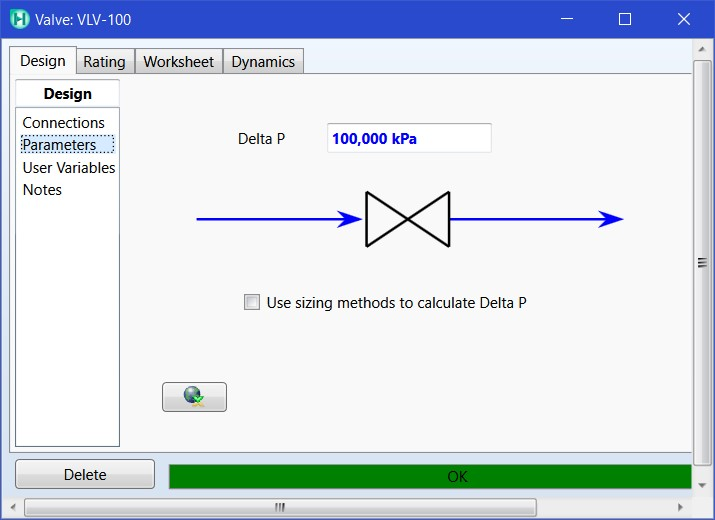 Valve: VLV-100
Design Rating Worksheet Dynamics
Design
Connections
Parameters
User Variables
Notes
Delta P 100,000 kPa
Use sizing methods to calculate Delta P
Delete OK